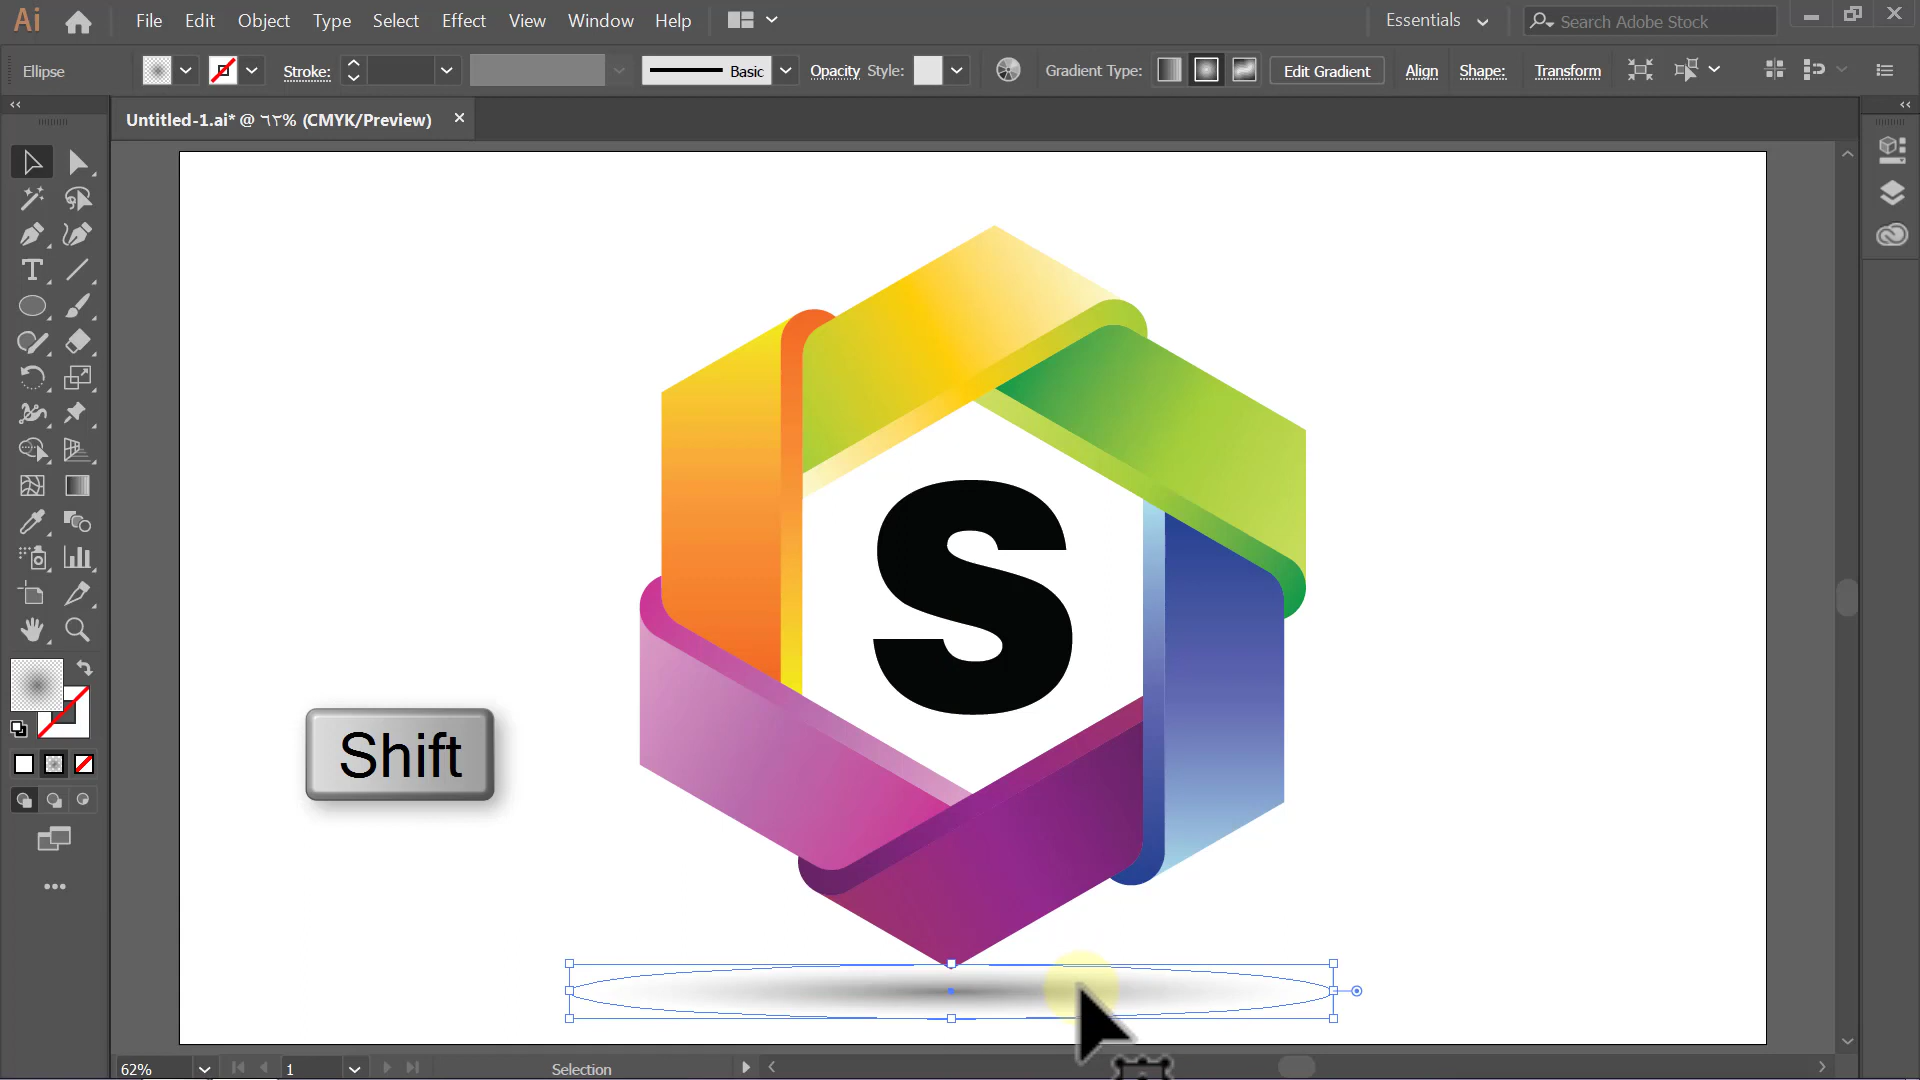 Ai File Edit Object Type Select Effect View Window Help Essentials Search Adobe Stock
Ellipse Stroke: Basic Opacity Style: Gradient Type: Edit Gradient Align Shape: Transform
Untitled-1.ai* @ ٦٢% (CMYK/Preview)
S
Shift
62% 1 Selection